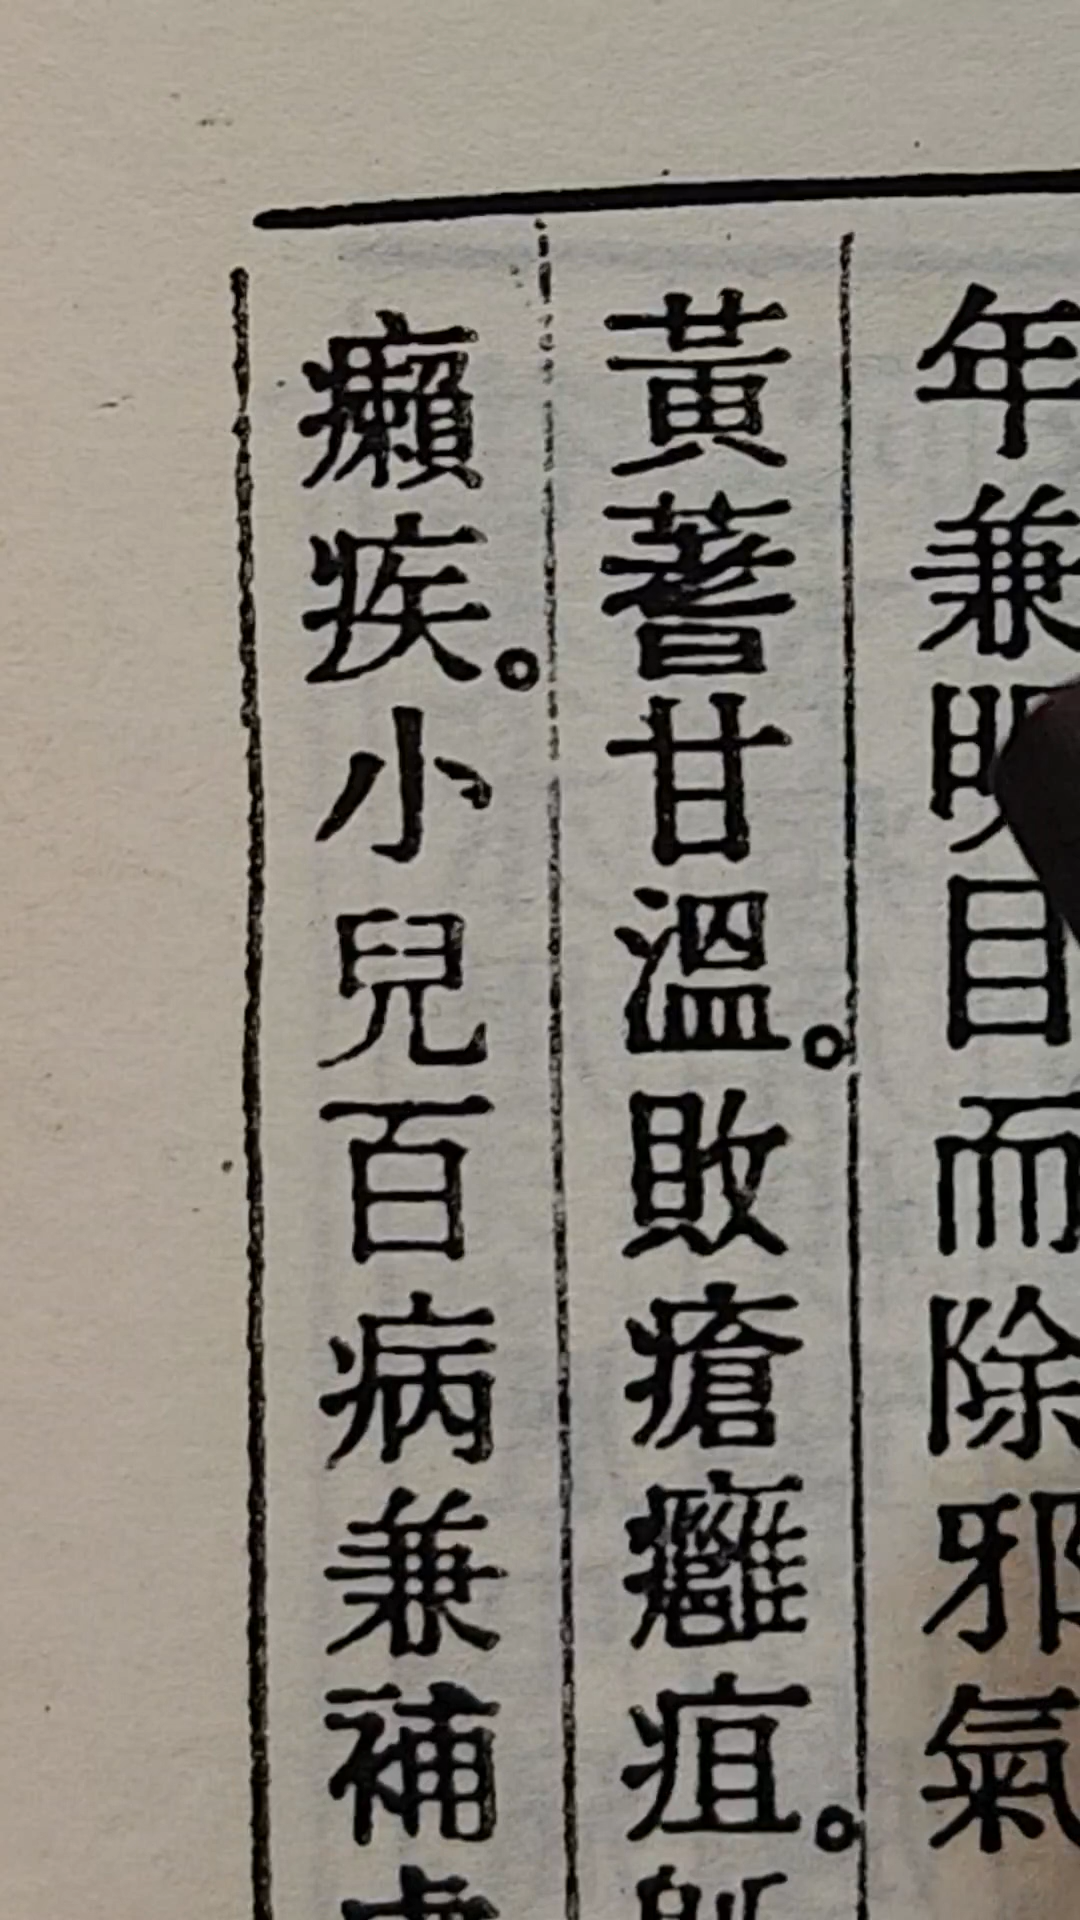 年兼明目而除邪氣
黃蓍甘溫。敗瘡癰疽。
癩疾。小兒百病兼補